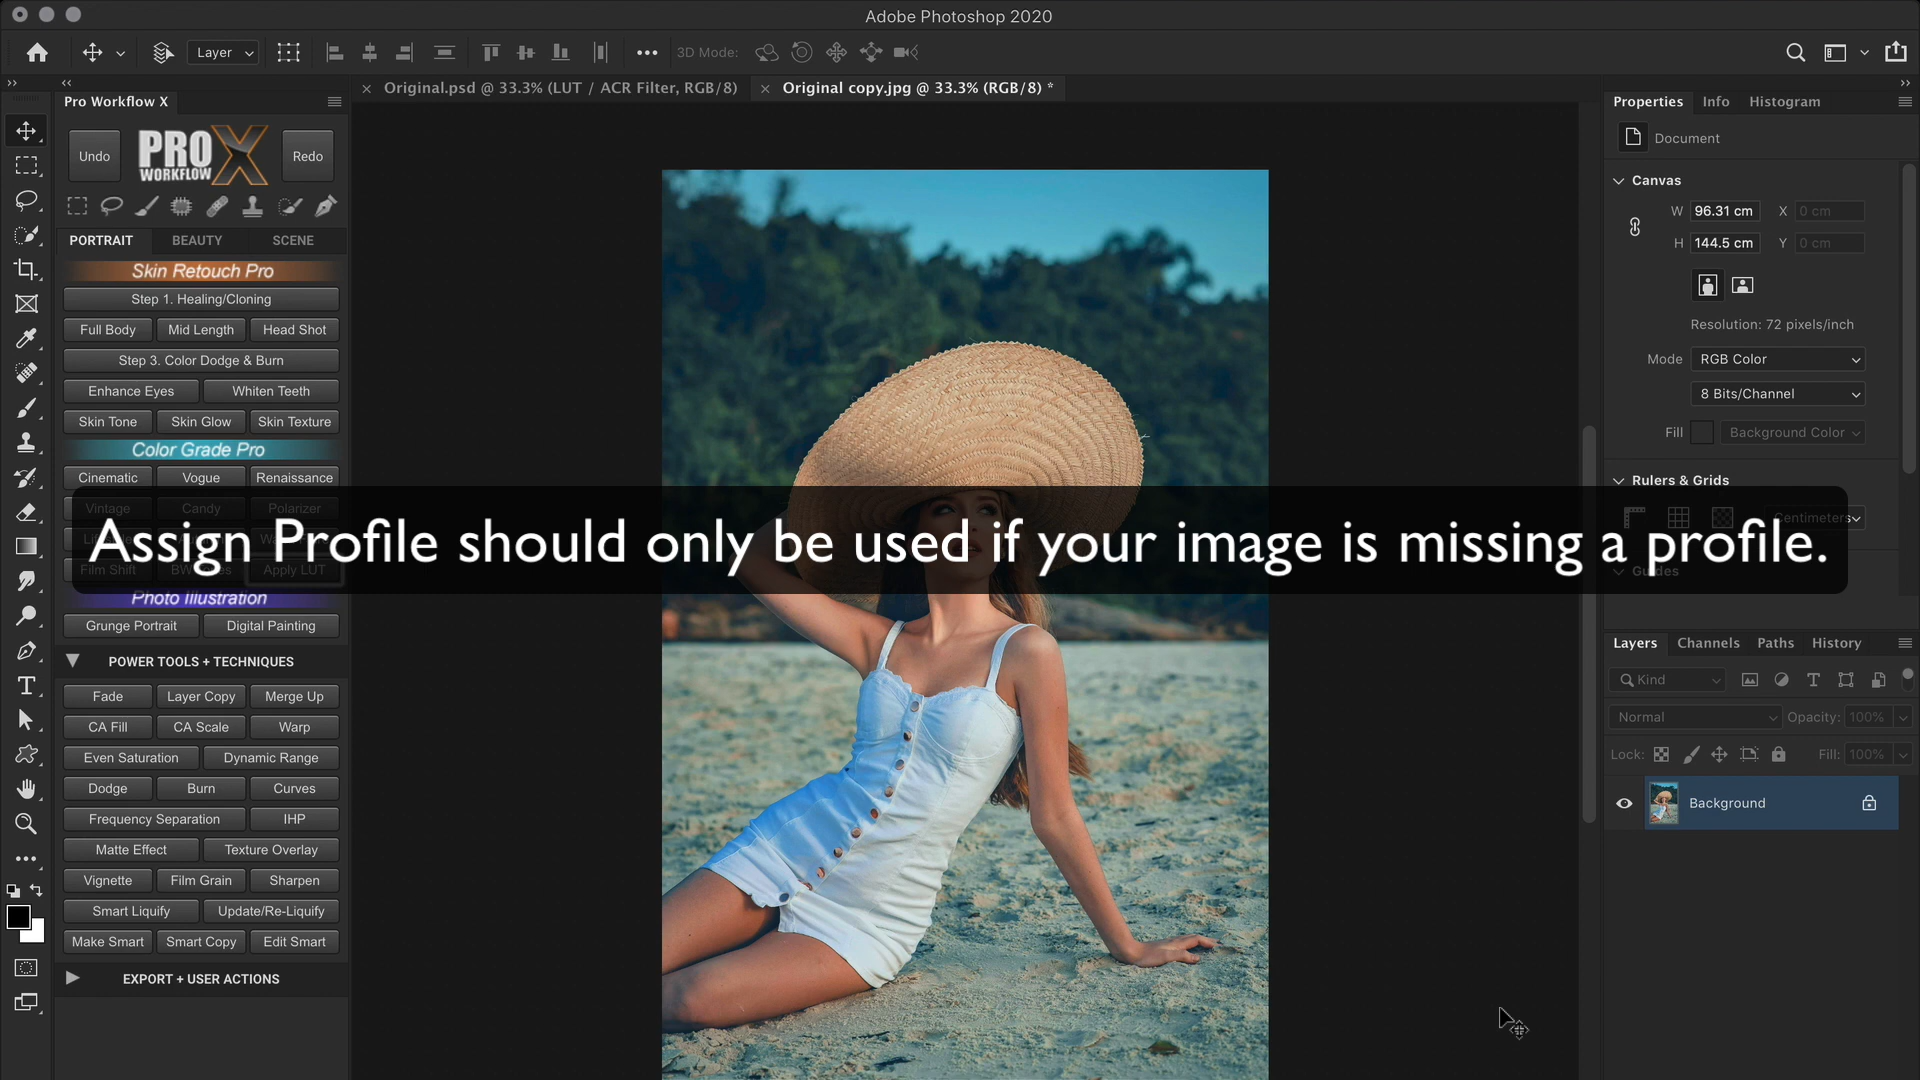 Adobe Photoshop 2020
Layer
3D Mode:
Original.psd @ 33.3% (LUT / ACR Filter, RGB/8)
Original copy.jpg @ 33.3% (RGB/8) *
Pro Workflow X
Undo
PRO X
WORKFLOW
Redo
PORTRAIT BEAUTY SCENE
Skin Retouch Pro
Step 1. Healing/Cloning
Full Body Mid Length Head Shot
Step 3. Color Dodge & Burn
Enhance Eyes Whiten Teeth
Skin Tone Skin Glow Skin Texture
Color Grade Pro
Cinematic Vogue Renaissance
Vintage Candy Polarizer
Film Shift Apply LUT
Photo Illustration
Grunge Portrait Digital Painting
POWER TOOLS + TECHNIQUES
Fade Layer Copy Merge Up
CA Fill CA Scale Warp
Even Saturation Dynamic Range
Dodge Burn Curves
Frequency Separation IHP
Matte Effect Texture Overlay
Vignette Film Grain Sharpen
Smart Liquify Update/Re-Liquify
Make Smart Smart Copy Edit Smart
EXPORT + USER ACTIONS
Assign Profile should only be used if your image is missing a profile.
Properties Info Histogram
Document
Canvas
W 96.31 cm X 0 cm
H 144.5 cm Y 0 cm
Resolution: 72 pixels/inch
Mode RGB Color
8 Bits/Channel
Fill Background Color
Rulers & Grids
Centimeters
Guides
Layers Channels Paths History
Kind
Normal Opacity: 100%
Lock: Fill: 100%
Background